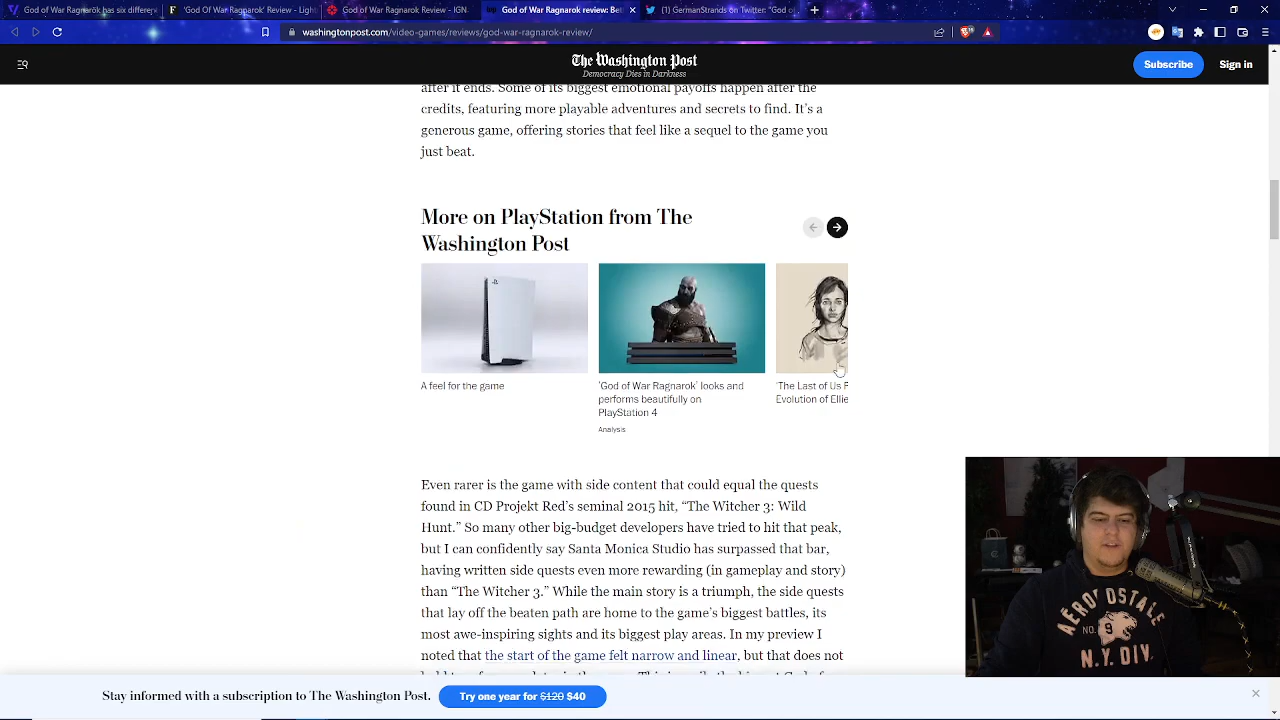 God of War Ragnarök has six differe
'God Of War Ragnarok' Review - Light
God of War Ragnarok Review - IGN
God of War Ragnarok review: Be
(1) GermanStrands on Twitter: "God o
washingtonpost.com/video-games/reviews/god-war-ragnarok-review/
The Washington Post
Democracy Dies in Darkness
Subscribe
Sign in
after it ends. Some of its biggest emotional payoffs happen after the
credits, featuring more playable adventures and secrets to find. It's a
generous game, offering stories that feel like a sequel to the game you
just beat.
More on PlayStation from The
Washington Post
A feel for the game
'God of War Ragnarok' looks and
performs beautifully on
PlayStation 4
Analysis
'The Last of Us P
Evolution of Ellie
Even rarer is the game with side content that could equal the quests
found in CD Projekt Red's seminal 2015 hit, "The Witcher 3: Wild
Hunt." So many other big-budget developers have tried to hit that peak,
but I can confidently say Santa Monica Studio has surpassed that bar,
having written side quests even more rewarding (in gameplay and story)
than "The Witcher 3." While the main story is a triumph, the side quests
that lay off the beaten path are home to the game's biggest battles, its
most awe-inspiring sights and its biggest play areas. In my preview I
noted that the start of the game felt narrow and linear, but that does not
AÉROPOSTALE
NO. 9
N.Y. DIV.
Stay informed with a subscription to The Washington Post.
Try one year for $120 $40